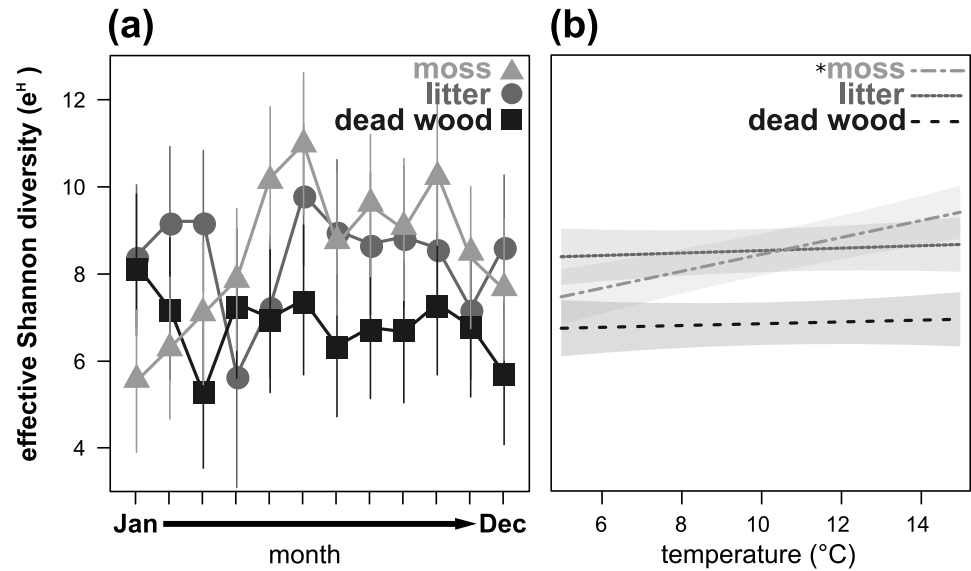 (a)
effective Shannon diversity (e^H )
12
10
8
6
4
moss
litter
dead wood
Jan
Dec
month
(b)
*moss
litter
dead wood
6 8 10 12 14
temperature (°C)